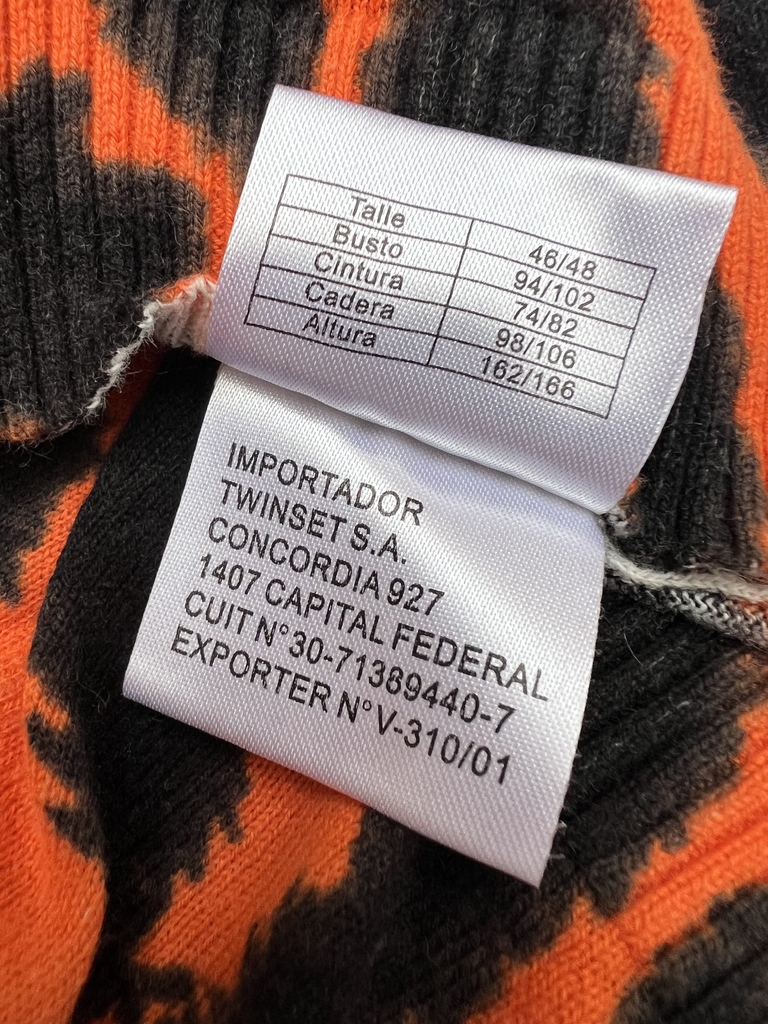 Talle 46/48
Busto 94/102
Cintura 74/82
Cadera 98/106
Altura 162/166
IMPORTADOR
TWINSET S.A.
CONCORDIA 927
1407 CAPITAL FEDERAL
CUIT N° 30-71389440-7
EXPORTER N° V-310/01